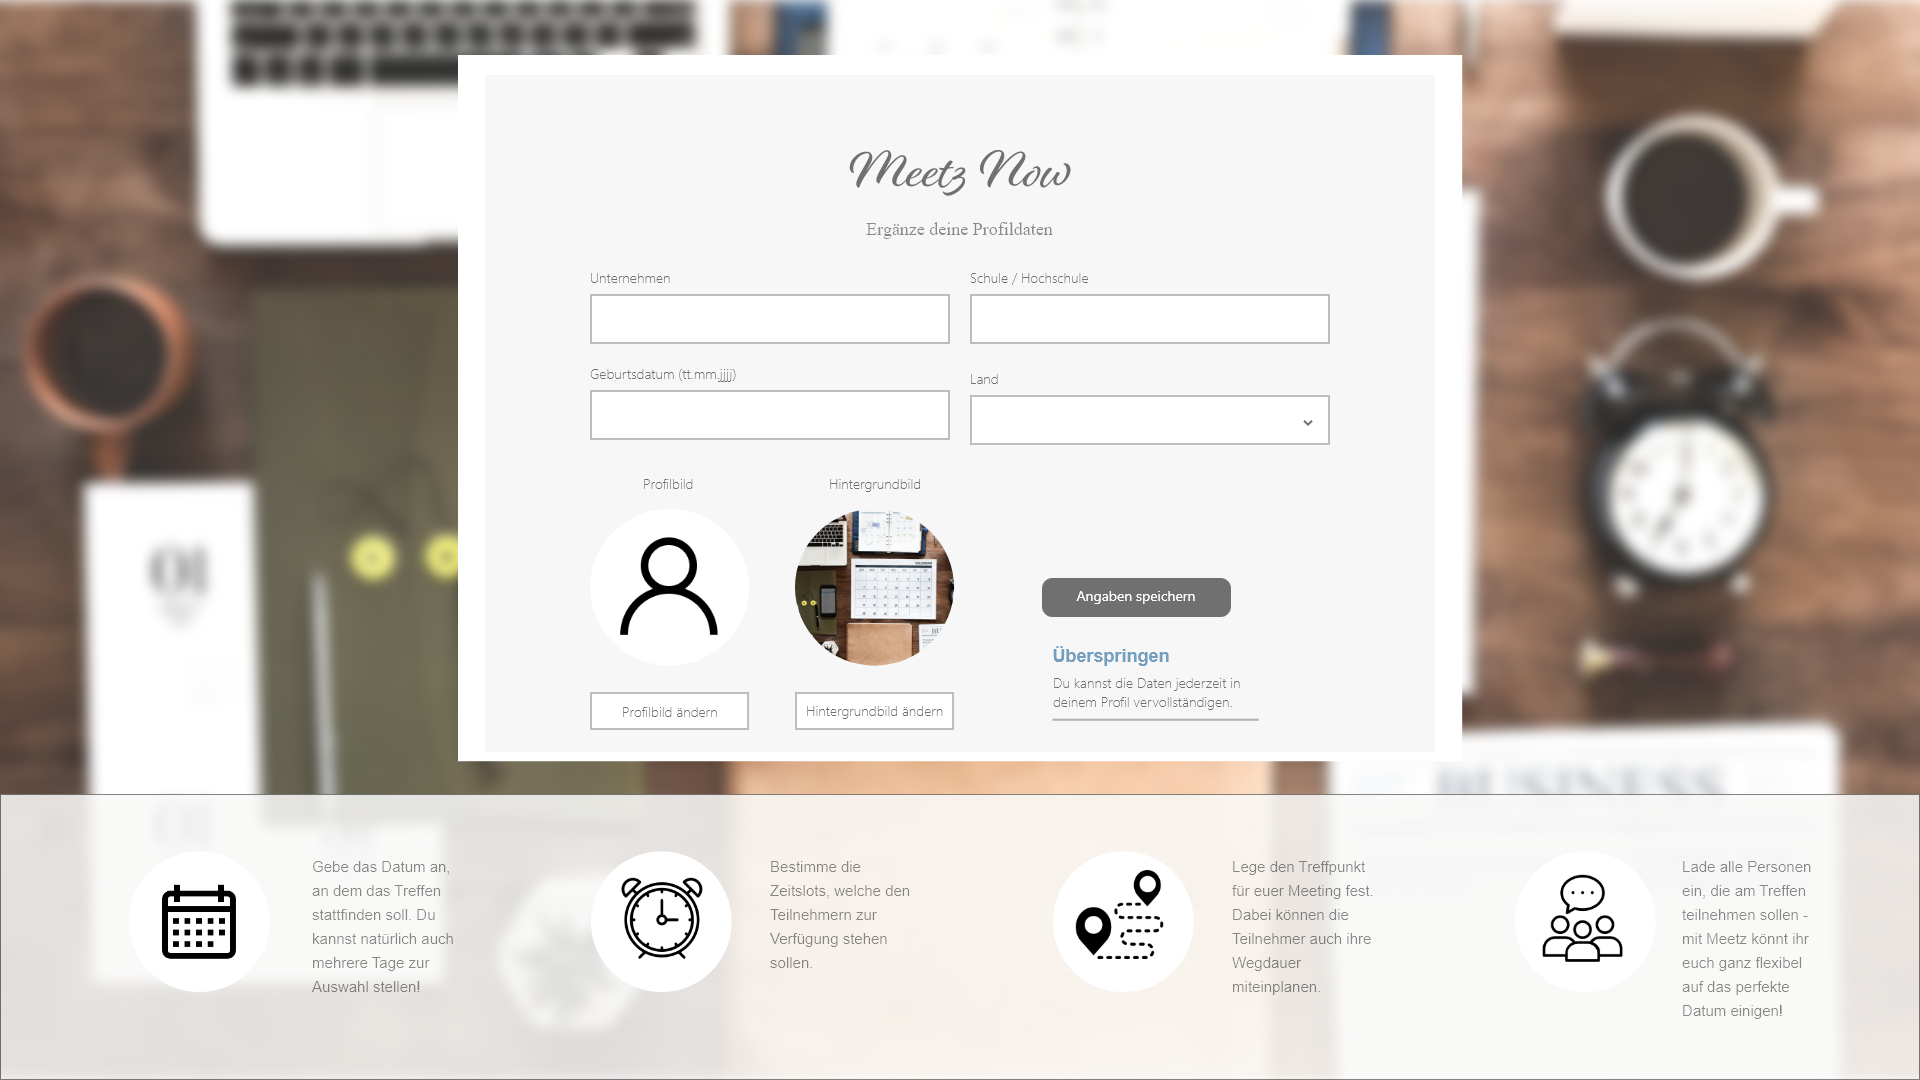 Meetz Now
Ergänze deine Profildaten
Unternehmen
Schule / Hochschule
Geburtsdatum (tt.mm.jjjj)
Land
Profilbild
Hintergrundbild
Angaben speichern
Überspringen
Du kannst die Daten jederzeit in
deinem Profil vervollständigen.
Profilbild ändern
Hintergrundbild ändern
01
BUSINESS
Gebe das Datum an,
an dem das Treffen
stattfinden soll. Du
kannst natürlich auch
mehrere Tage zur
Auswahl stellen!
Bestimme die
Zeitslots, welche den
Teilnehmern zur
Verfügung stehen
sollen.
Lege den Treffpunkt
für euer Meeting fest.
Dabei können die
Teilnehmer auch ihre
Wegdauer
miteinplanen.
Lade alle Personen
ein, die am Treffen
teilnehmen sollen -
mit Meetz könnt ihr
euch ganz flexibel
auf das perfekte
Datum einigen!